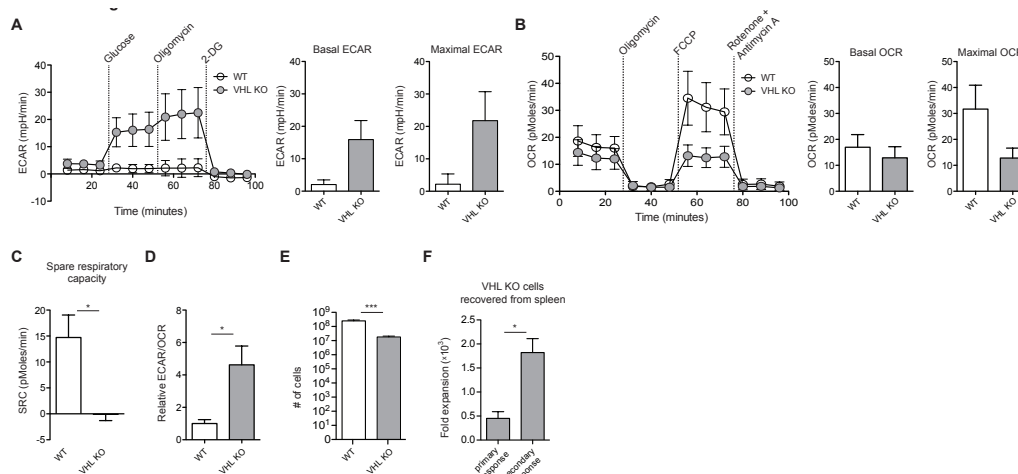 A
Glucose
Oligomycin
2-DG
WT
VHL KO
ECAR (mpH/min)
40
30
20
10
0
-10
20
40
60
80
100
Time (minutes)
Basal ECAR
ECAR (mpH/min)
40
30
20
10
0
WT
VHL KO
Maximal ECAR
ECAR (mpH/min)
40
30
20
10
0
WT
VHL KO
B
Oligomycin
FCCP
Rotenone +
Antimycin A
WT
VHL KO
OCR (pMoles/min)
50
40
30
20
10
0
0
20
40
60
80
100
Time (minutes)
Basal OCR
OCR (pMoles/min)
50
40
30
20
10
0
WT
VHL KO
Maximal OCR
OCR (pMoles/min)
50
40
30
20
10
0
WT
VHL KO
C
Spare respiratory
capacity
*
SRC (pMoles/min)
20
15
10
5
0
-5
WT
VHL KO
D
*
Relative ECAR/OCR
8
6
4
2
0
WT
VHL KO
E
***
# of cells
10⁹
10⁸
10⁷
10⁶
10⁵
10⁴
10³
10²
10¹
0
WT
VHL KO
F
VHL KO cells
recovered from spleen
*
Fold expansion (×10³)
2.5
2.0
1.5
1.0
0.5
0.0
primary